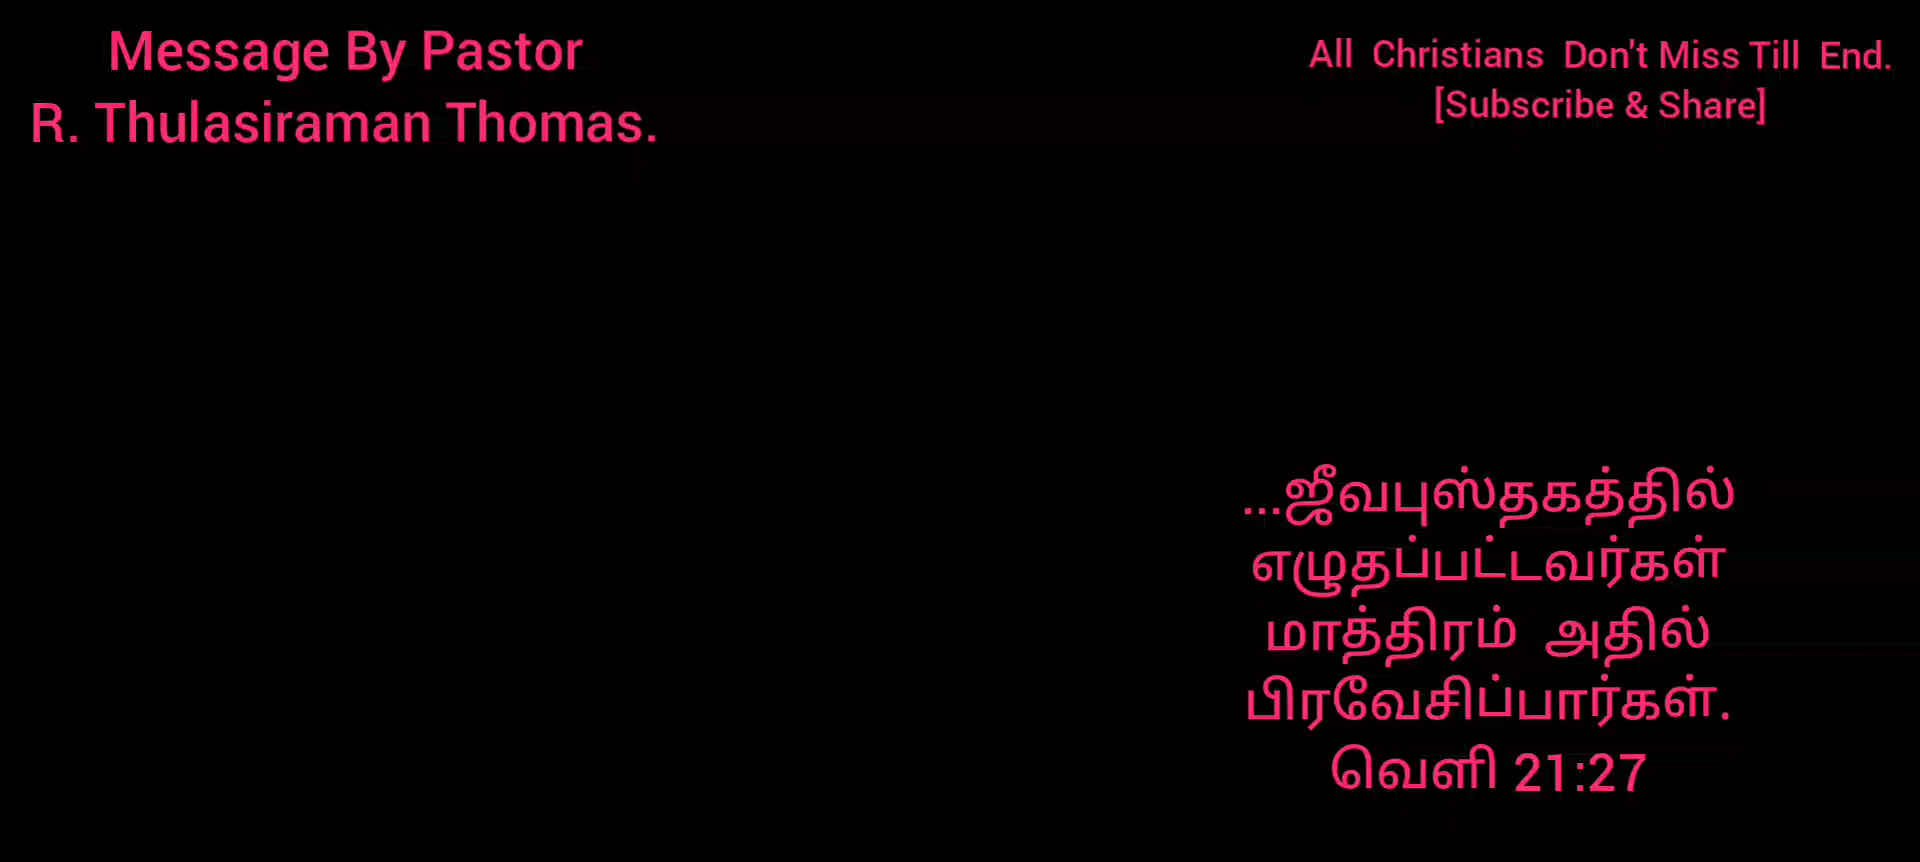 Message By Pastor
R. Thulasiraman Thomas.
All Christians Don't Miss Till End.
[Subscribe & Share]
...ஜீவபுஸ்தகத்தில்
எழுதப்பட்டவர்கள்
மாத்திரம் அதில்
பிரவேசிப்பார்கள்.
வெளி 21:27